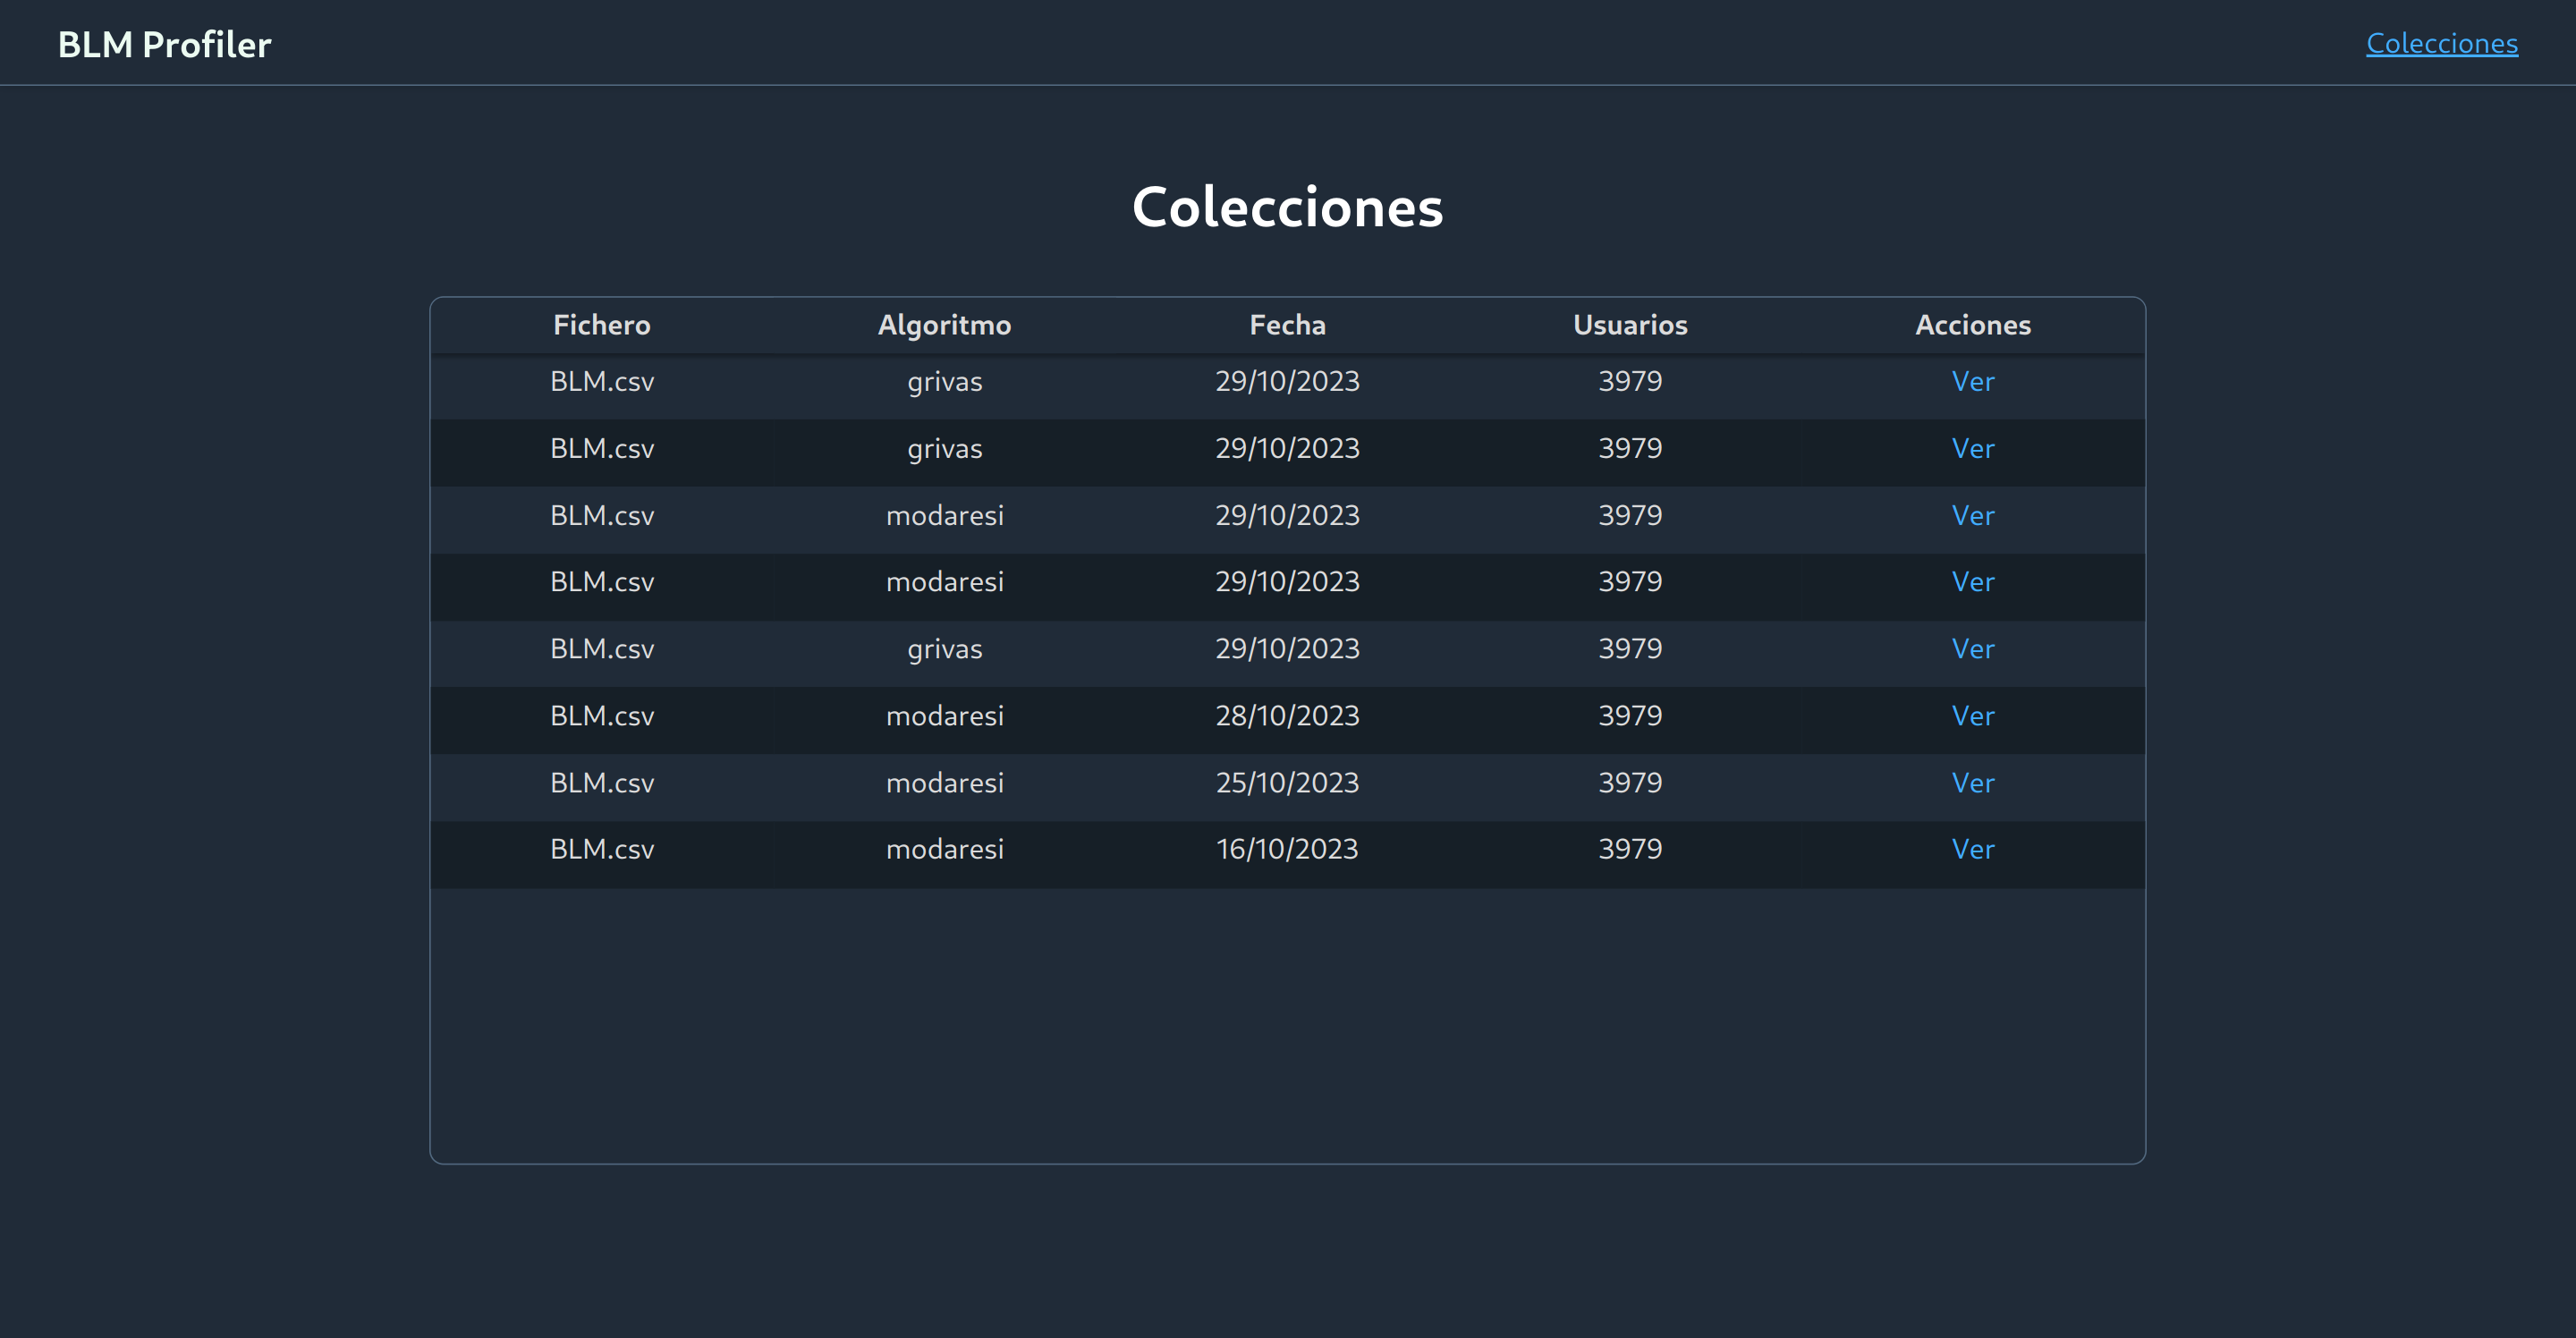 BLM Profiler Colecciones
Colecciones
Fichero Algoritmo Fecha Usuarios Acciones
BLM.csv grivas 29/10/2023 3979 Ver
BLM.csv grivas 29/10/2023 3979 Ver
BLM.csv modaresi 29/10/2023 3979 Ver
BLM.csv modaresi 29/10/2023 3979 Ver
BLM.csv grivas 29/10/2023 3979 Ver
BLM.csv modaresi 28/10/2023 3979 Ver
BLM.csv modaresi 25/10/2023 3979 Ver
BLM.csv modaresi 16/10/2023 3979 Ver